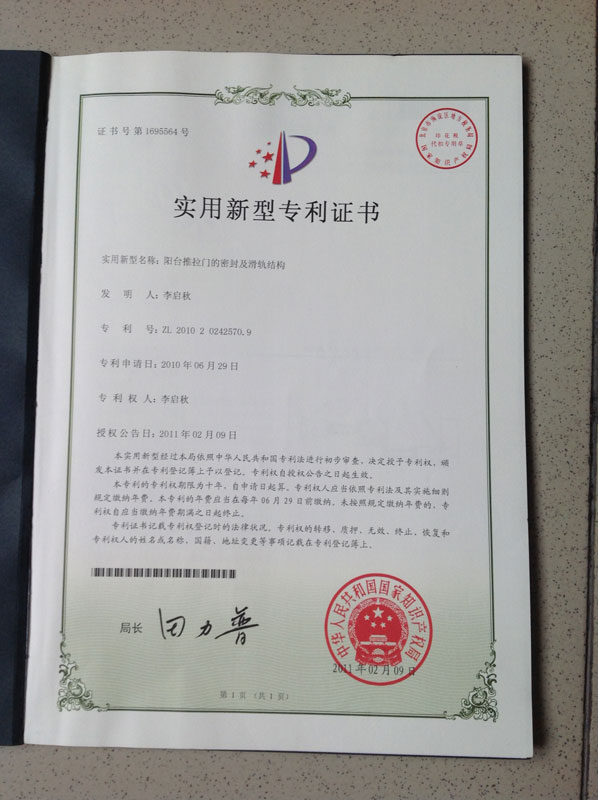 证书号第1695564号
印花税
代扣专用章
实用新型专利证书
实用新型名称：阳台推拉门的密封及滑轨结构
发明人：李启秋
专利号：ZL 2010 2 0242570.9
专利申请日：2010年06月29日
专利权人：李启秋
授权公告日：2011年02月09日
本实用新型经过本局依照中华人民共和国专利法进行初步审查，决定授予专利权，颁
发本证书并在专利登记簿上予以登记。专利权自授权公告之日起生效。
本专利的专利权期限为十年，自申请日起算。专利权人应当依照专利法及其实施细则
规定缴纳年费。本专利的年费应当在每年06月29日前缴纳。未按照规定缴纳年费的，专
利权自应当缴纳年费期满之日起终止。
专利证书记载专利权登记时的法律状况。专利权的转移、质押、无效、终止、恢复和
专利权人的姓名或名称、国籍、地址变更等事项记载在专利登记簿上。
局长 田力普
中华人民共和国国家知识产权局
2011年02月09日
第1页（共1页）